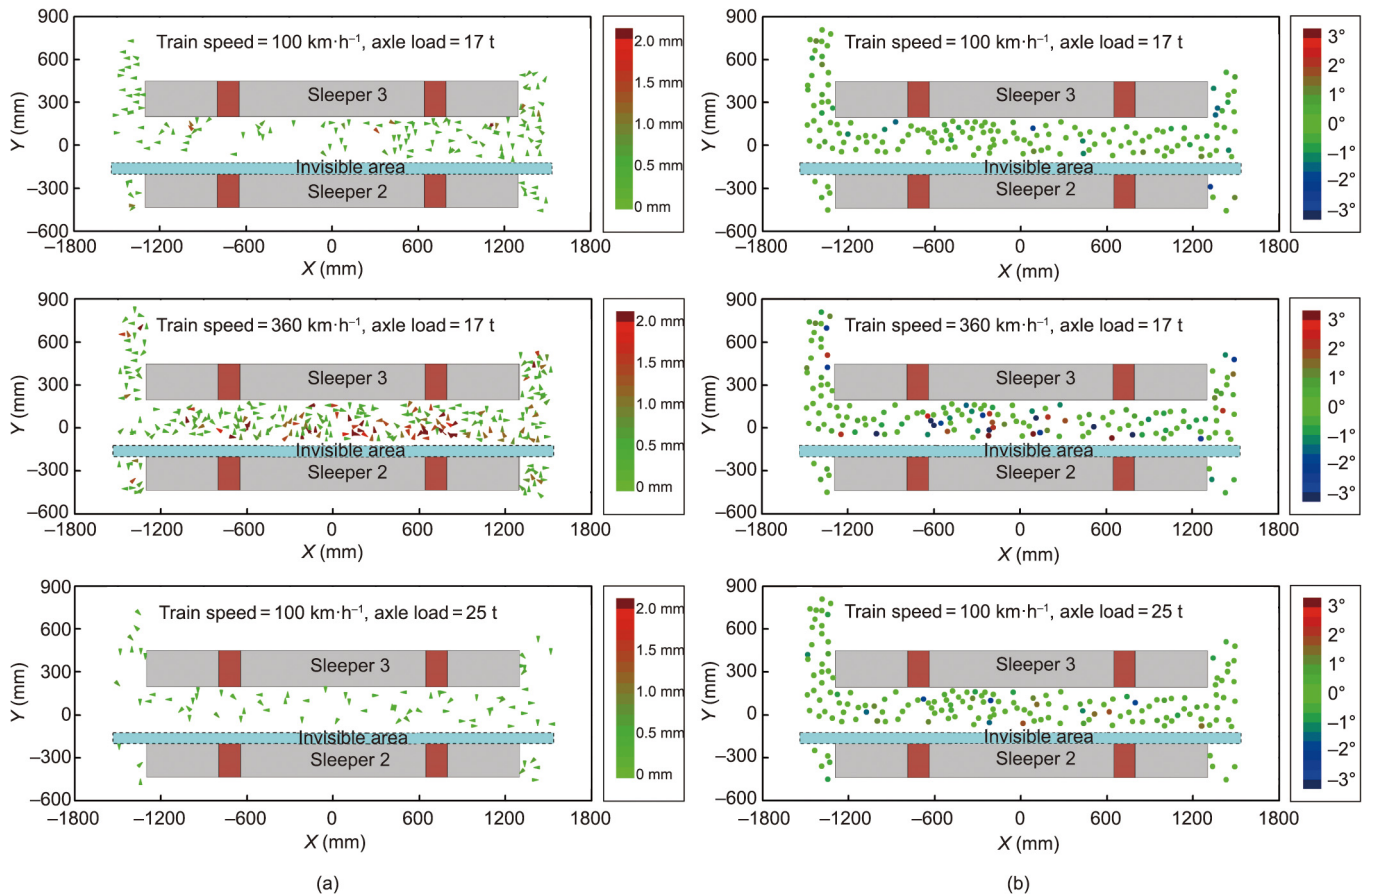 900
600
300
0
–300
–600
Y (mm)
Train speed = 100 km·h⁻¹, axle load = 17 t
Sleeper 3
Invisible area
Sleeper 2
–1800
–1200
–600
0
600
1200
1800
X (mm)
2.0 mm
1.5 mm
1.0 mm
0.5 mm
0 mm
900
600
300
0
–300
–600
Y (mm)
Train speed = 100 km·h⁻¹, axle load = 17 t
Sleeper 3
Invisible area
Sleeper 2
–1800
–1200
–600
0
600
1200
1800
X (mm)
3°
2°
1°
0°
–1°
–2°
–3°
900
600
300
0
–300
–600
Y (mm)
Train speed = 360 km·h⁻¹, axle load = 17 t
Sleeper 3
Invisible area
Sleeper 2
–1800
–1200
–600
0
600
1200
1800
X (mm)
2.0 mm
1.5 mm
1.0 mm
0.5 mm
0 mm
900
600
300
0
–300
–600
Y (mm)
Train speed = 360 km·h⁻¹, axle load = 17 t
Sleeper 3
Invisible area
Sleeper 2
–1800
–1200
–600
0
600
1200
1800
X (mm)
3°
2°
1°
0°
–1°
–2°
–3°
900
600
300
0
–300
–600
Y (mm)
Train speed = 100 km·h⁻¹, axle load = 25 t
Sleeper 3
Invisible area
Sleeper 2
–1800
–1200
–600
0
600
1200
1800
X (mm)
2.0 mm
1.5 mm
1.0 mm
0.5 mm
0 mm
900
600
300
0
–300
–600
Y (mm)
Train speed = 100 km·h⁻¹, axle load = 25 t
Sleeper 3
Invisible area
Sleeper 2
–1800
–1200
–600
0
600
1200
1800
X (mm)
3°
2°
1°
0°
–1°
–2°
–3°
(a)
(b)